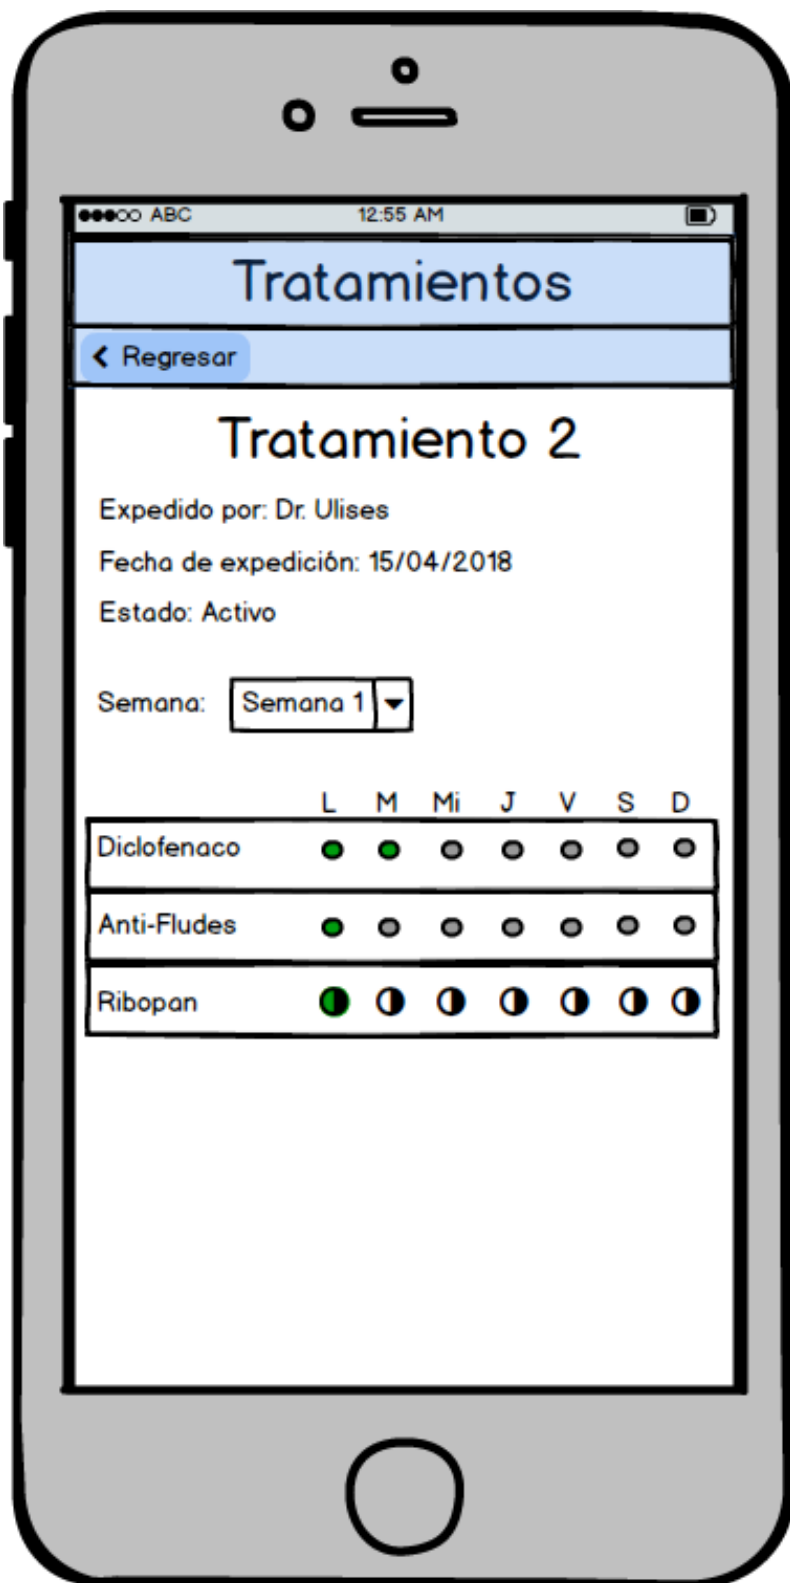 ABC 12:55 AM
Tratamientos
Regresar
Tratamiento 2
Expedido por: Dr. Ulises
Fecha de expedición: 15/04/2018
Estado: Activo
Semana: Semana 1
L M Mi J V S D
Diclofenaco
Anti-Fludes
Ribopan